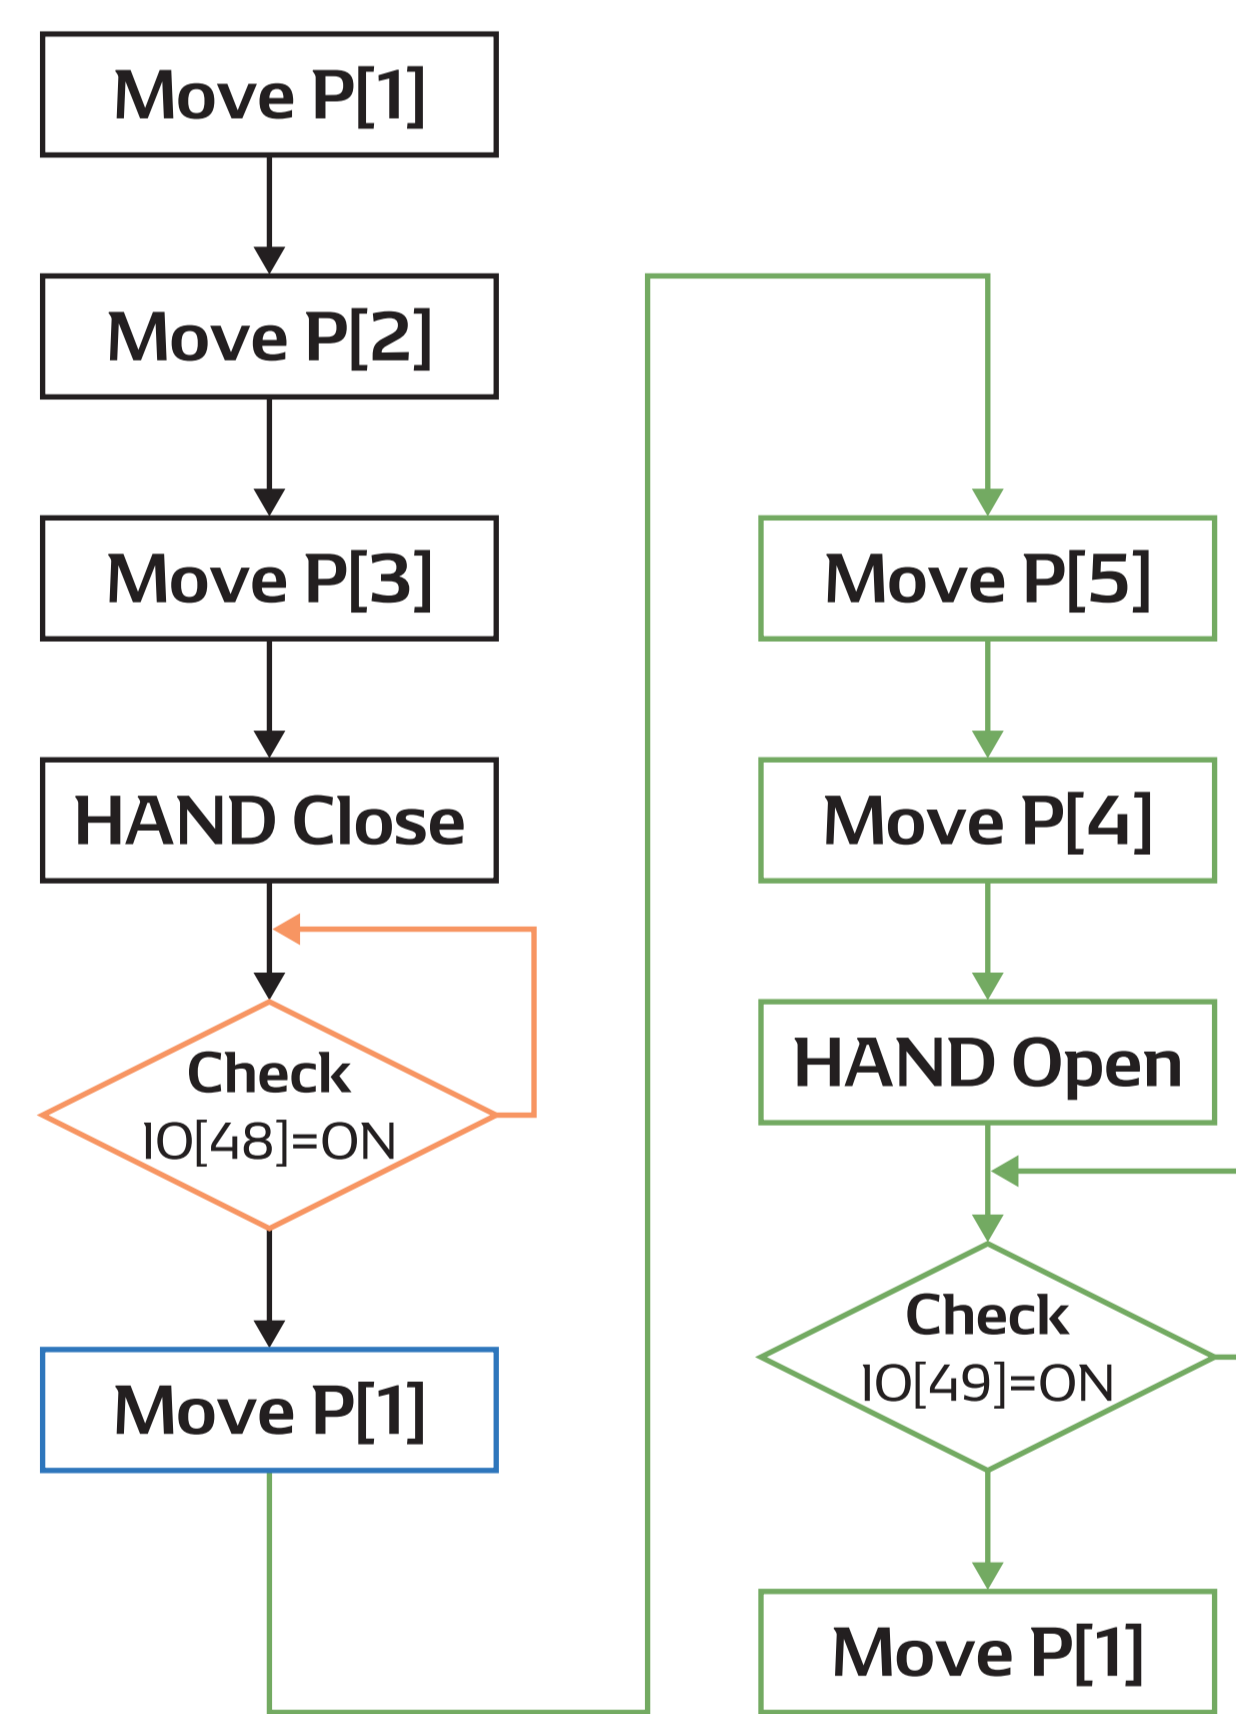 Move P[1]
Move P[2]
Move P[3]
HAND Close
Check
IO[48]=ON
Move P[1]
Move P[5]
Move P[4]
HAND Open
Check
IO[49]=ON
Move P[1]